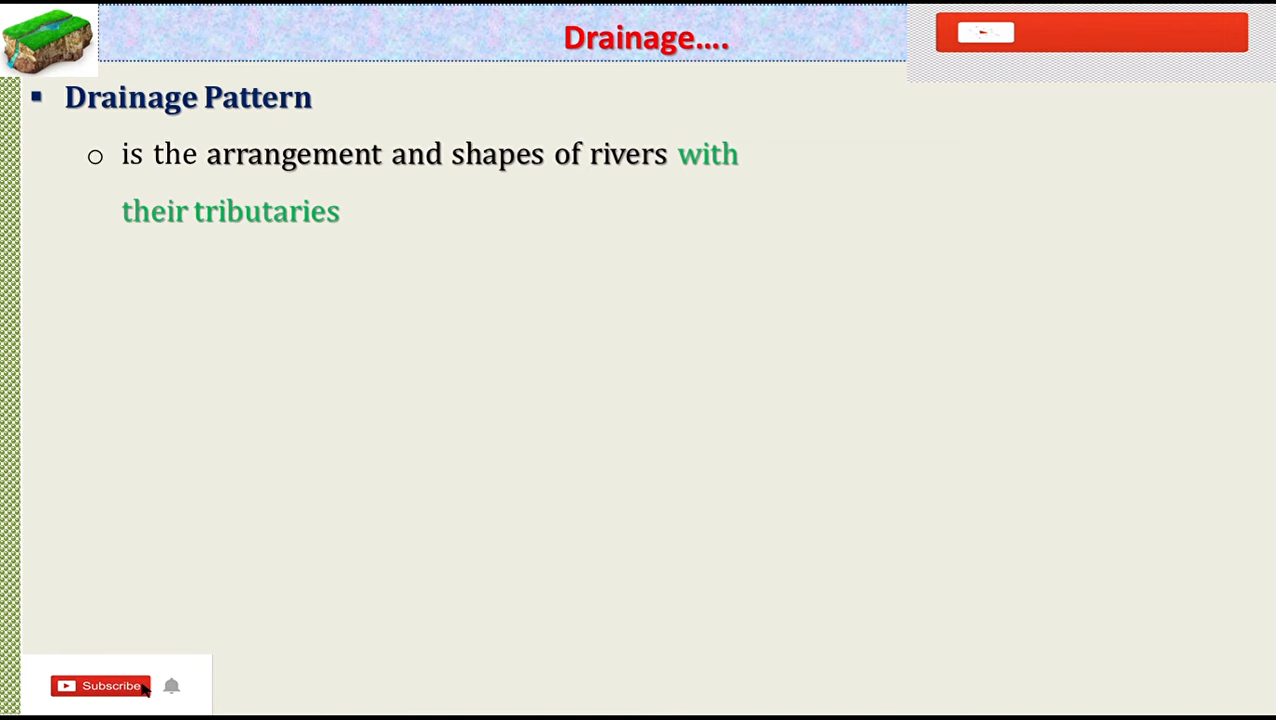 Drainage....
▪ Drainage Pattern
o is the arrangement and shapes of rivers with
their tributaries
Subscribe